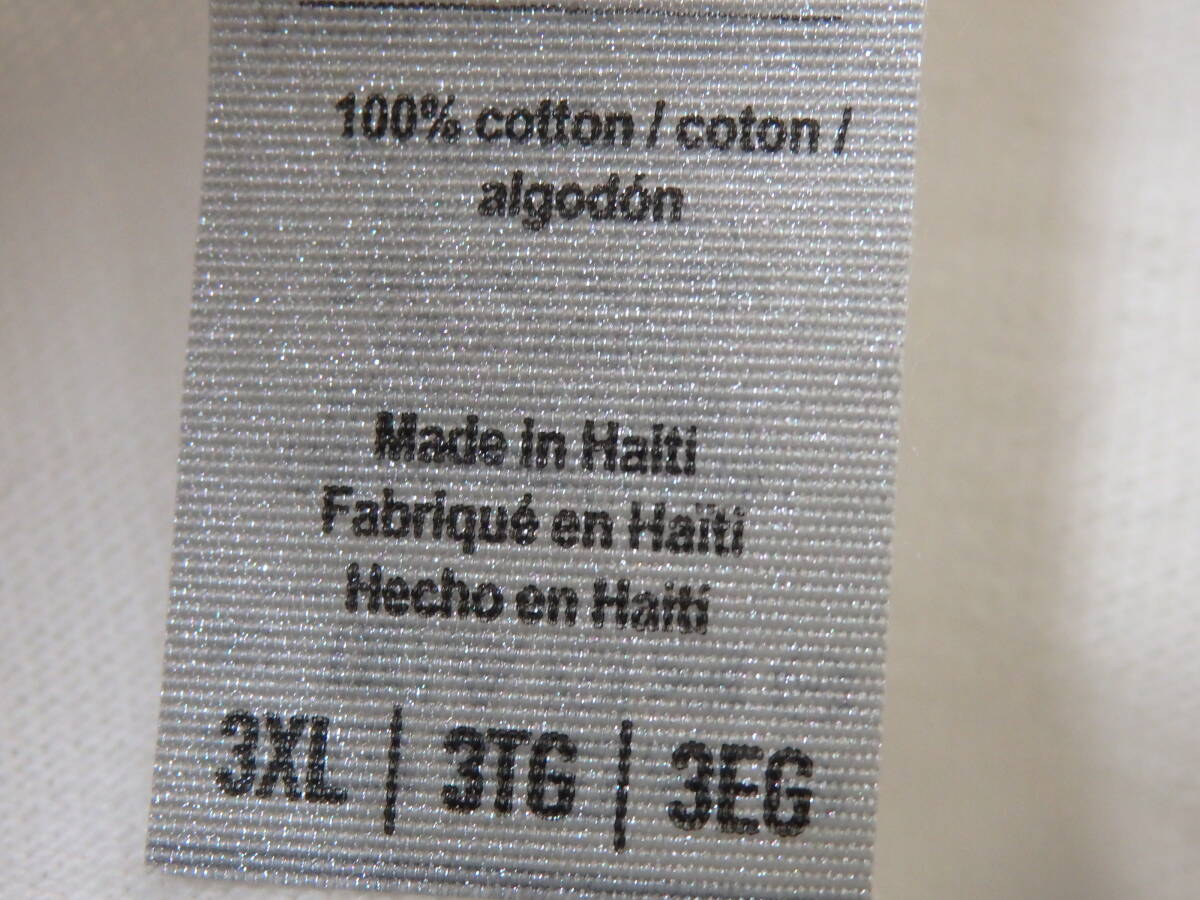 100% cotton / coton /
algodón
Made in Haiti
Fabriqué en Haïti
Hecho en Haití
3XL | 3TG | 3EG